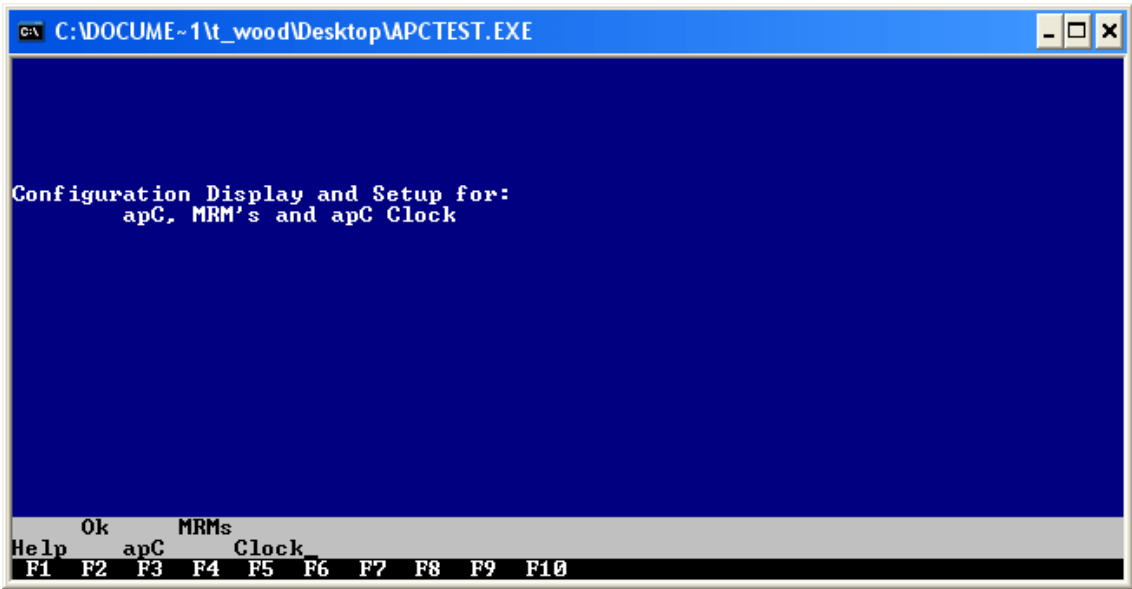 C:\DOCUME~1\t_wood\Desktop\APCTEST.EXE
Configuration Display and Setup for:
apC, MRM's and apC Clock
Ok MRMs
Help apC Clock_
F1 F2 F3 F4 F5 F6 F7 F8 F9 F10